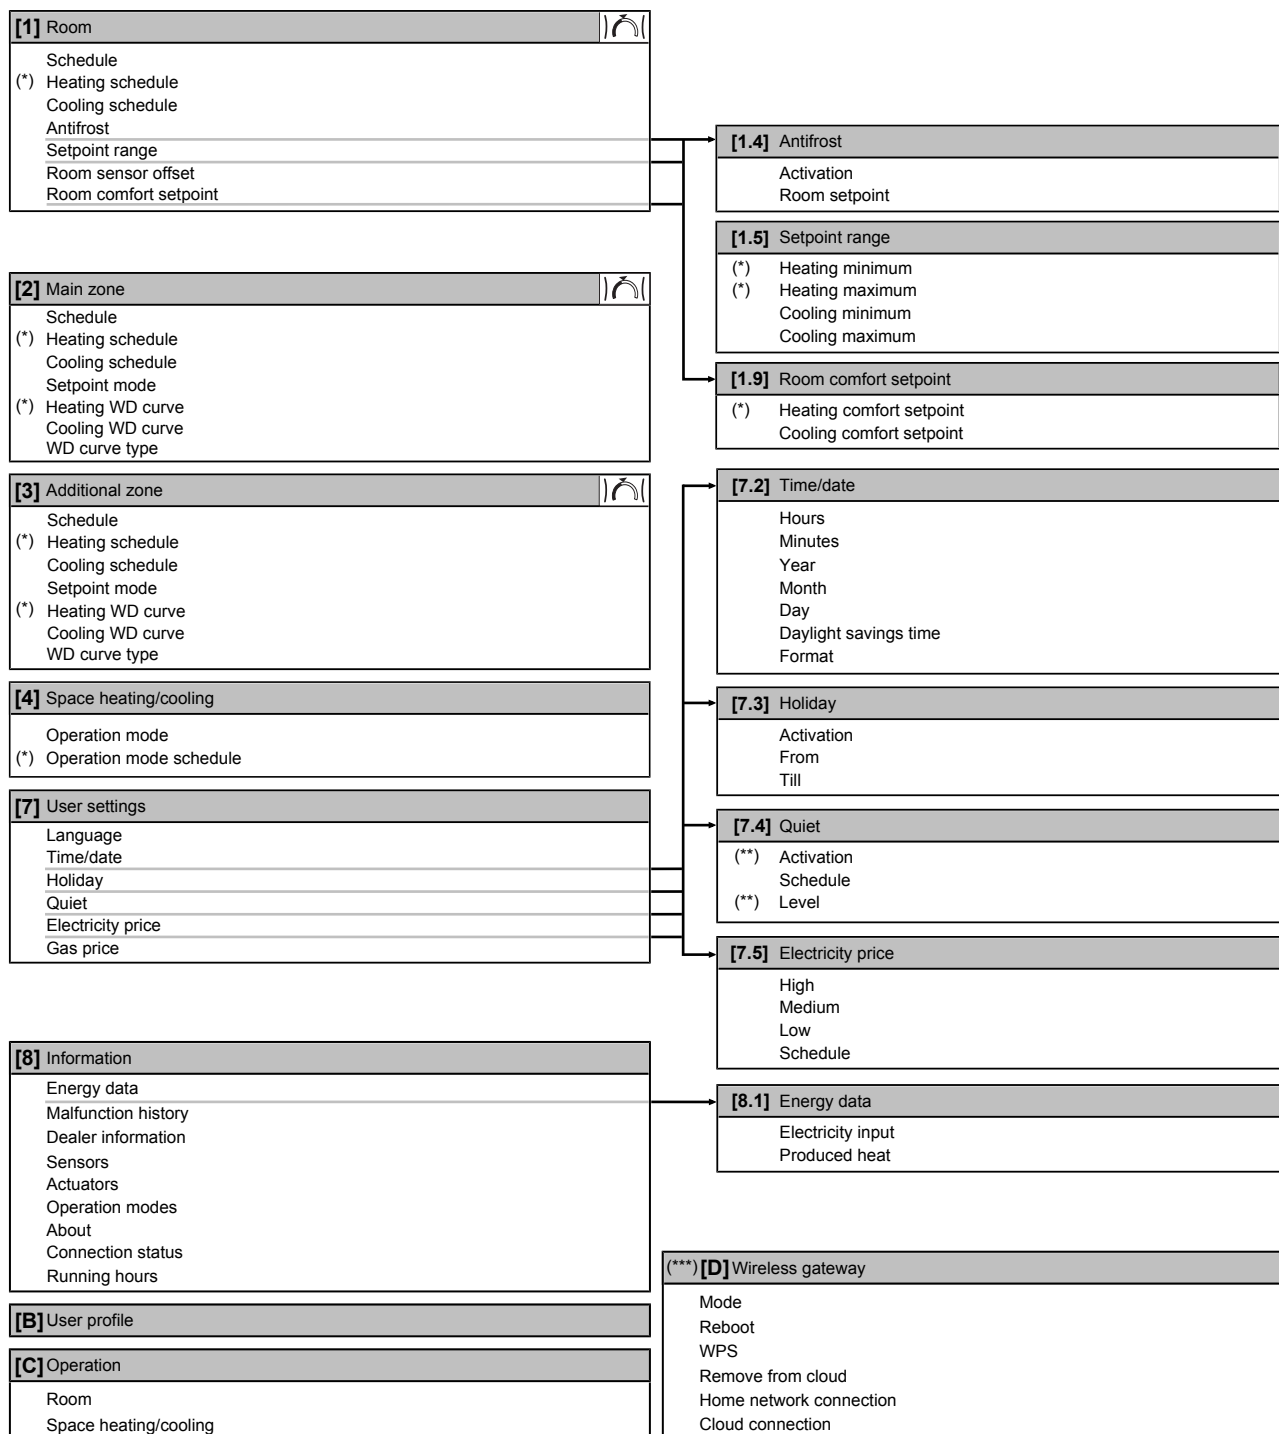 [1] Room
Schedule
(*) Heating schedule
Cooling schedule
Antifrost
Setpoint range
Room sensor offset
Room comfort setpoint
[1.4] Antifrost
Activation
Room setpoint
[1.5] Setpoint range
(*) Heating minimum
(*) Heating maximum
Cooling minimum
Cooling maximum
[1.9] Room comfort setpoint
(*) Heating comfort setpoint
Cooling comfort setpoint
[2] Main zone
Schedule
(*) Heating schedule
Cooling schedule
Setpoint mode
(*) Heating WD curve
Cooling WD curve
WD curve type
[3] Additional zone
Schedule
(*) Heating schedule
Cooling schedule
Setpoint mode
(*) Heating WD curve
Cooling WD curve
WD curve type
[4] Space heating/cooling
Operation mode
(*) Operation mode schedule
[7] User settings
Language
Time/date
Holiday
Quiet
Electricity price
Gas price
[7.2] Time/date
Hours
Minutes
Year
Month
Day
Daylight savings time
Format
[7.3] Holiday
Activation
From
Till
[7.4] Quiet
(**) Activation
Schedule
(**) Level
[7.5] Electricity price
High
Medium
Low
Schedule
[8] Information
Energy data
Malfunction history
Dealer information
Sensors
Actuators
Operation modes
About
Connection status
Running hours
[8.1] Energy data
Electricity input
Produced heat
[B] User profile
[C] Operation
Room
Space heating/cooling
(***) [D] Wireless gateway
Mode
Reboot
WPS
Remove from cloud
Home network connection
Cloud connection